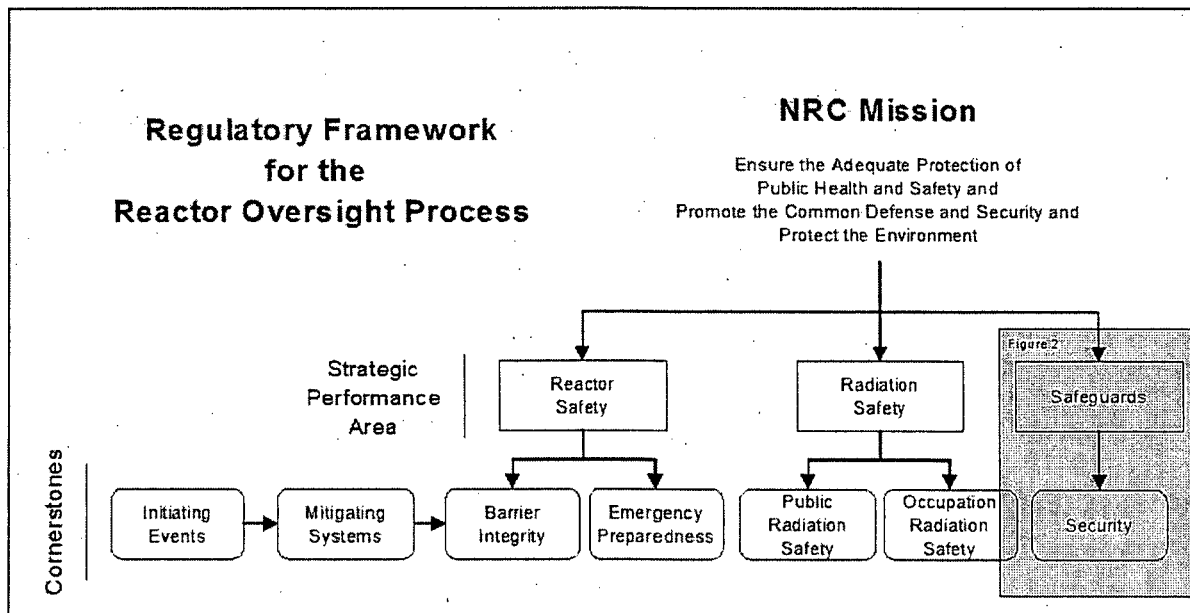 Regulatory Framework
for the
Reactor Oversight Process
NRC Mission
Ensure the Adequate Protection of
Public Health and Safety and
Promote the Common Defense and Security and
Protect the Environment
Strategic
Performance
Area
Reactor
Safety
Radiation
Safety
Figure 2
Safeguards
Cornerstones
Initiating
Events
Mitigating
Systems
Barrier
Integrity
Emergency
Preparedness
Public
Radiation
Safety
Occupation
Radiation
Safety
Security